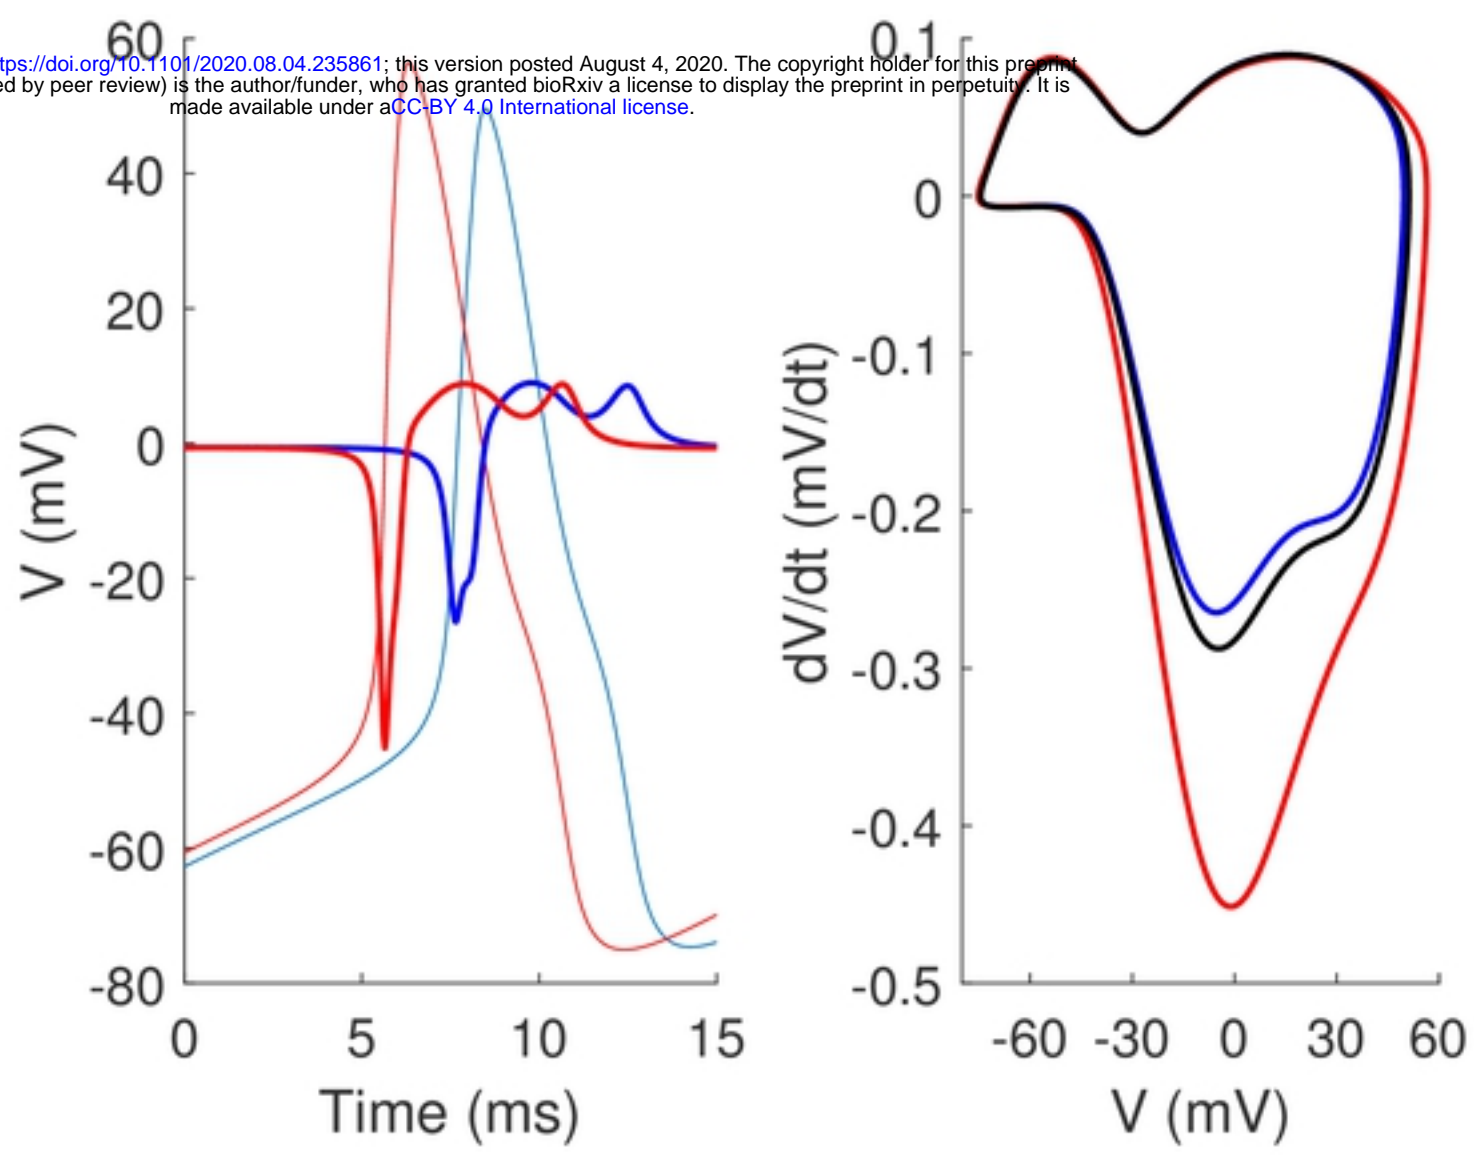 tps://doi.org/10.1101/2020.08.04.235861; this version posted August 4, 2020. The copyright holder for this preprint
ed by peer review) is the author/funder, who has granted bioRxiv a license to display the preprint in perpetuity. It is
made available under aCC-BY 4.0 International license.
60
40
20
0
-20
-40
-60
-80
V (mV)
0 5 10 15
Time (ms)
0.1
0
-0.1
-0.2
-0.3
-0.4
-0.5
dV/dt (mV/dt)
-60 -30 0 30 60
V (mV)